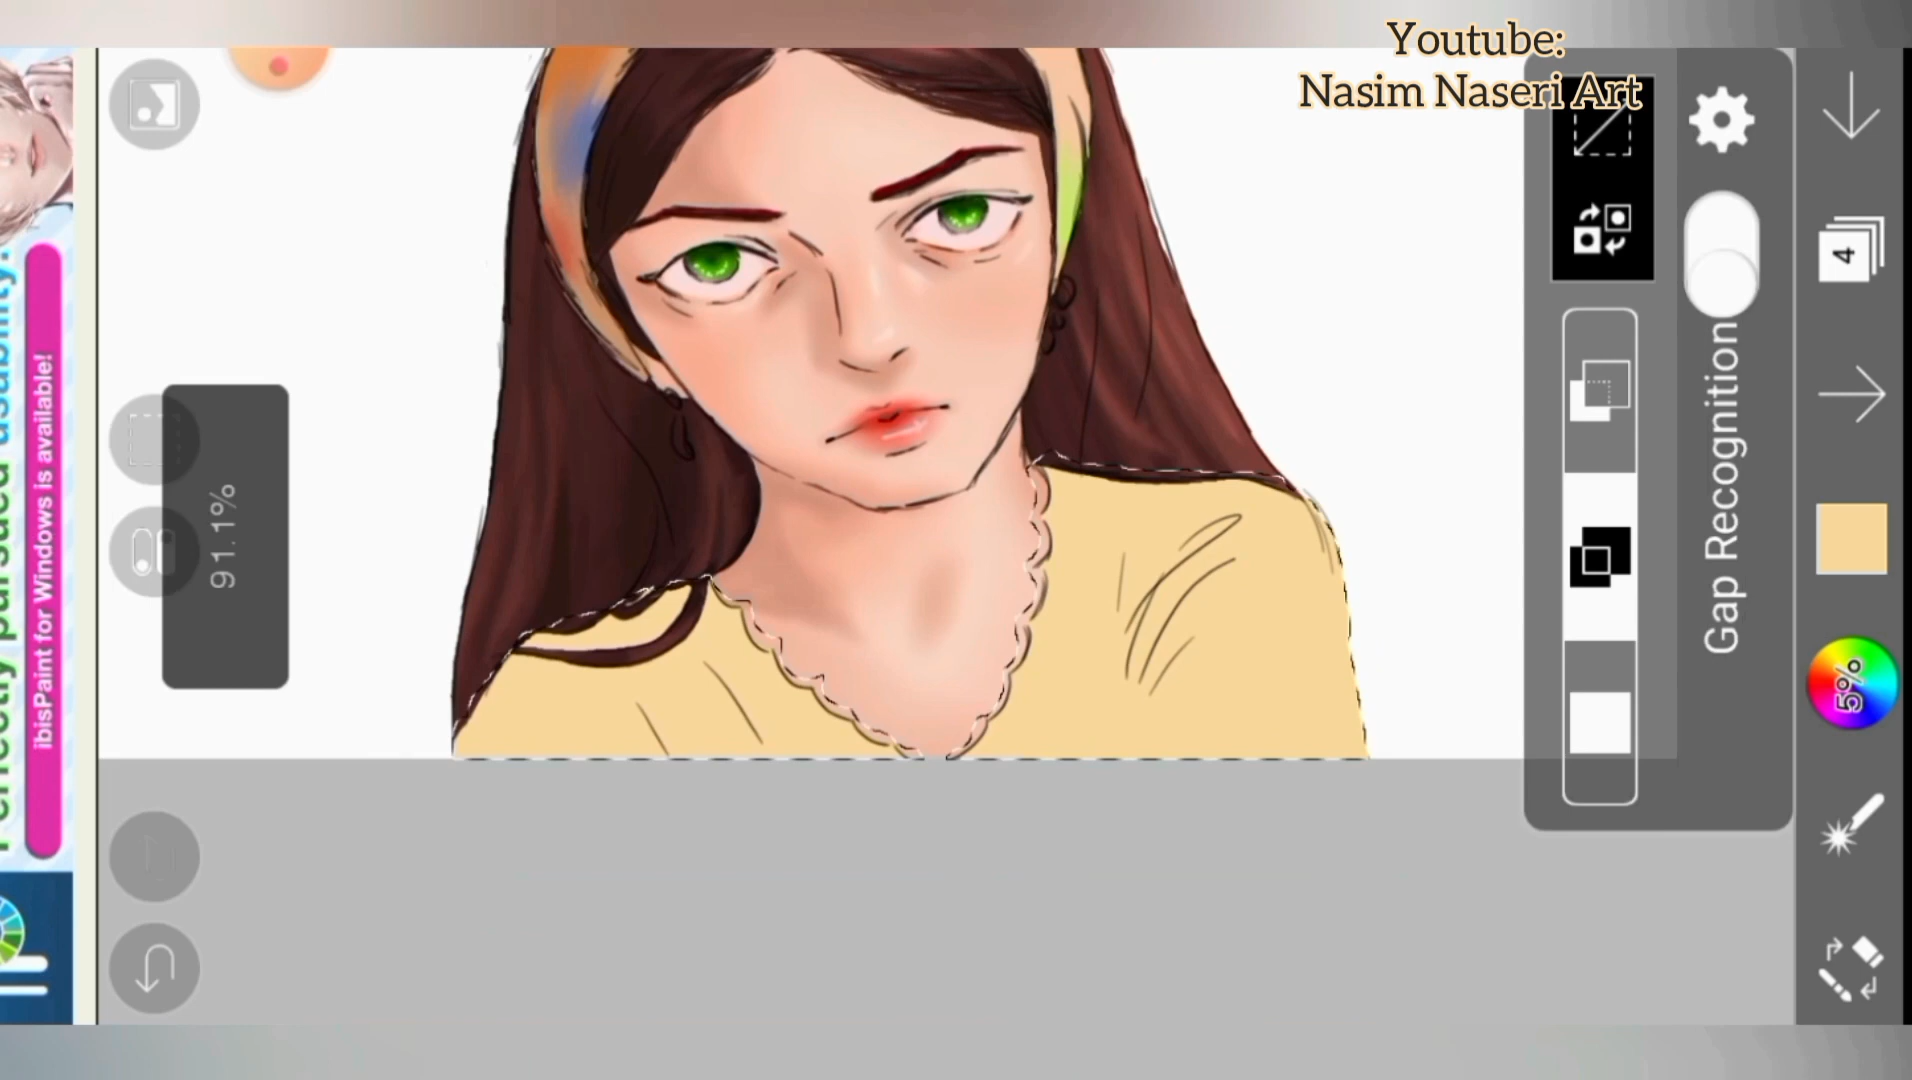 Youtube:
Nasim Naseri Art
Gap Recognition
4
5%
91.1%
ibisPaint for Windows is available!